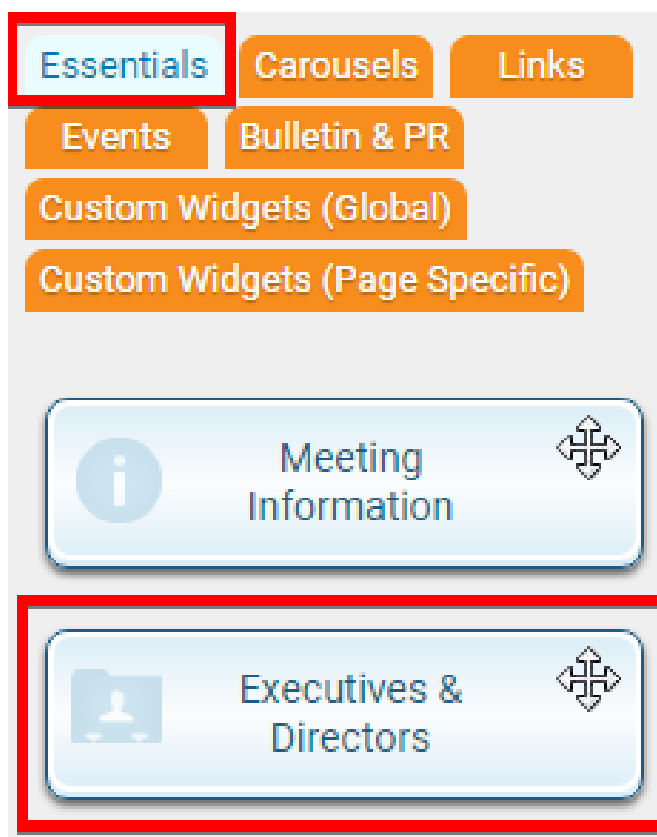 Essentials Carousels Links
Events Bulletin & PR
Custom Widgets (Global)
Custom Widgets (Page Specific)
Meeting
Information
Executives &
Directors